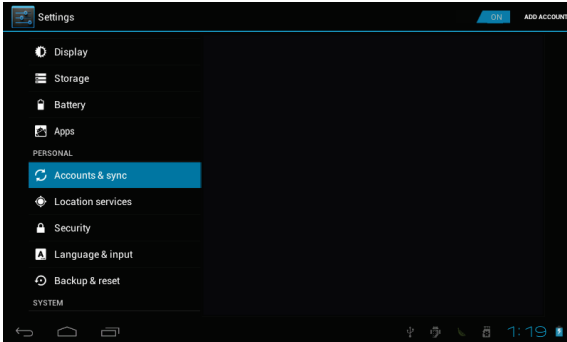 Settings
ON
ADD ACCOUNT
Display
Storage
Battery
Apps
PERSONAL
Accounts & sync
Location services
Security
A
Language & input
Backup & reset
SYSTEM
1:19